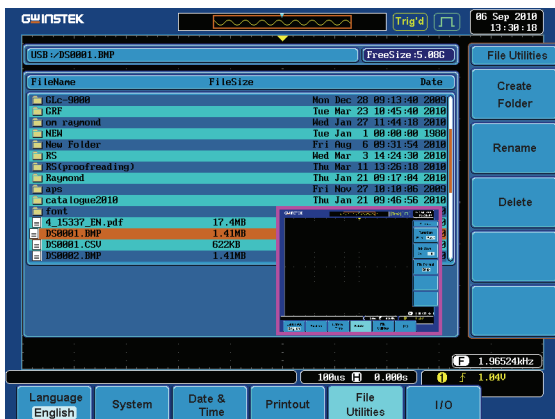 GWINSTEK
Trig'd
06 Sep 2010
13:30:18
USB:/DS0001.BMP
FreeSize:5.08G
File Utilities
FileName FileSize Date
GLc-9000 Mon Dec 28 09:13:40 2009
GRF Tue Mar 23 10:45:40 2010
om raymond Wed Jan 27 11:44:18 2010
NEW Tue Jan 1 00:00:00 1980
New Folder Fri Aug 6 09:31:54 2010
RS Wed Mar 3 14:24:30 2010
RS(proofreading) Thu Mar 11 13:26:18 2010
Raymond Thu Jan 21 09:17:04 2010
aps Fri Nov 27 10:10:06 2009
catalogue2010 Thu Jan 21 09:46:56 2010
font
4_15337_EN.pdf 17.4MB
DS0001.BMP 1.41MB
DS0001.CSV 622KB
DS0002.BMP 1.41MB
Create
Folder
Rename
Delete
F 1.96524kHz
100us H 0.000s
1 f 1.04V
Language
English
System
Date &
Time
Printout
File
Utilities
I/O